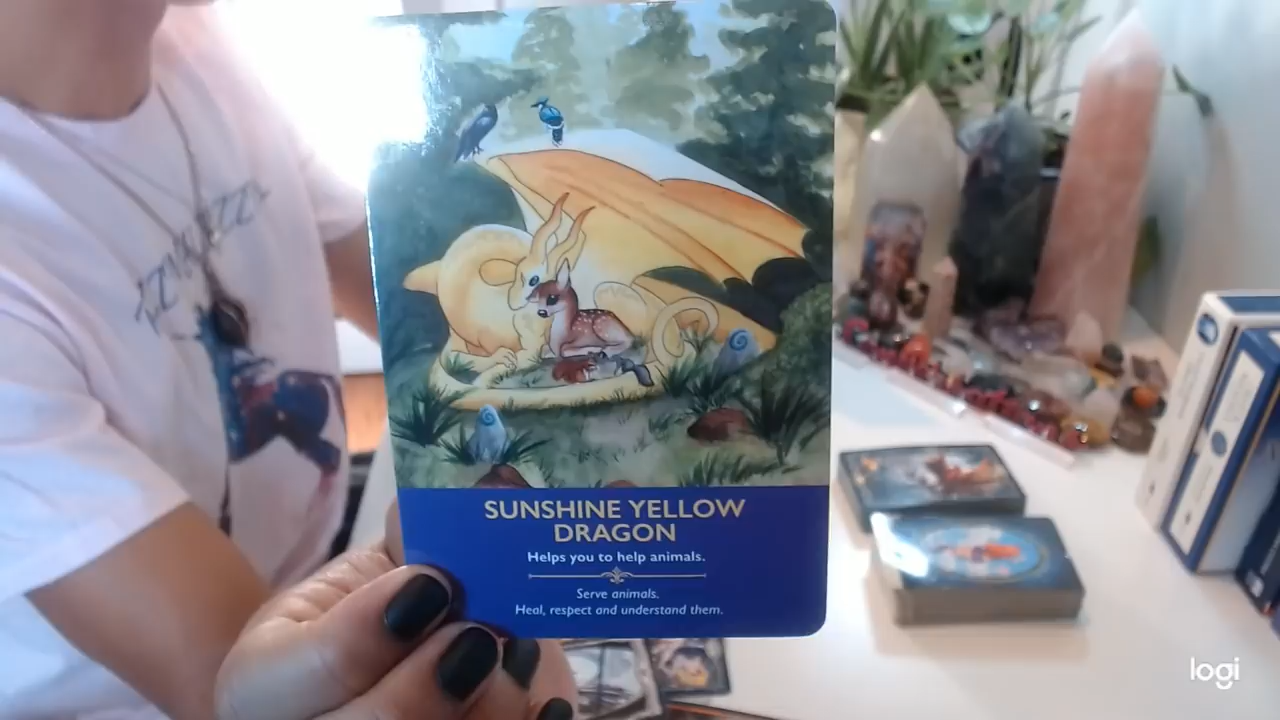 SUNSHINE YELLOW
DRAGON
Helps you to help animals.
Serve animals.
Heal, respect and understand them.
logi